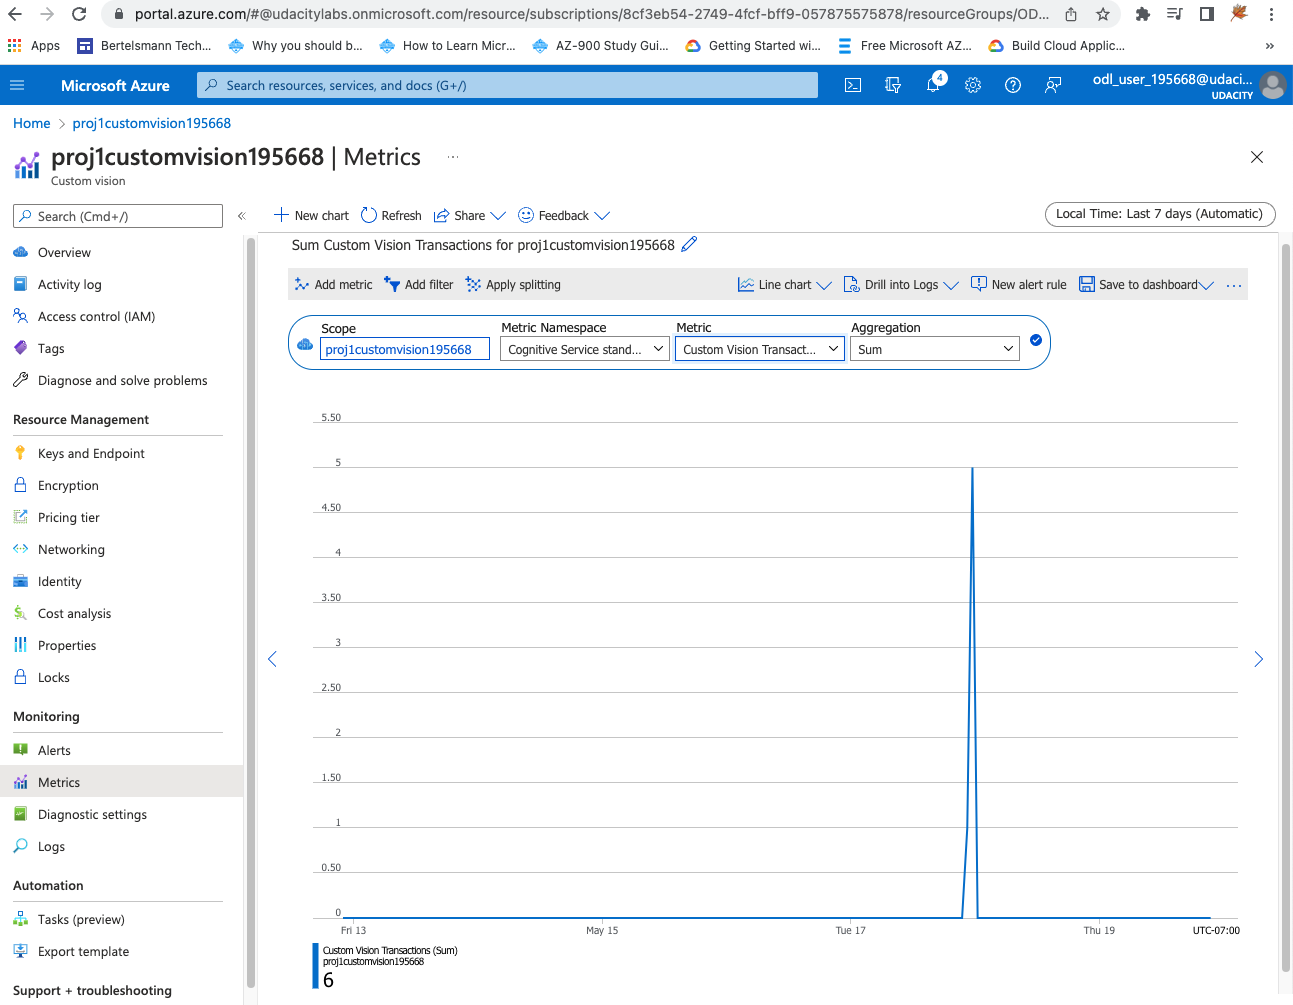 portal.azure.com/#@udacitylabs.onmicrosoft.com/resource/subscriptions/8cf3eb54-2749-4fcf-bff9-057875575878/resourceGroups/OD...
Apps
Bertelsmann Tech...
Why you should b...
How to Learn Micr...
AZ-900 Study Gui...
Getting Started wi...
Free Microsoft AZ...
Build Cloud Applic...
»
Microsoft Azure
Search resources, services, and docs (G+/)
4
odl_user_195668@udaci...
UDACITY
Home > proj1customvision195668
proj1customvision195668 | Metrics ...
Custom vision
Search (Cmd+/)
«
New chart
Refresh
Share
Feedback
Local Time: Last 7 days (Automatic)
Overview
Activity log
Access control (IAM)
Tags
Diagnose and solve problems
Resource Management
Keys and Endpoint
Encryption
Pricing tier
Networking
Identity
Cost analysis
Properties
Locks
Monitoring
Alerts
Metrics
Diagnostic settings
Logs
Automation
Tasks (preview)
Export template
Support + troubleshooting
Sum Custom Vision Transactions for proj1customvision195668
Add metric
Add filter
Apply splitting
Line chart
Drill into Logs
New alert rule
Save to dashboard
...
Scope
proj1customvision195668
Metric Namespace
Cognitive Service stand...
Metric
Custom Vision Transact...
Aggregation
Sum
5.50
5
4.50
4
3.50
3
2.50
2
1.50
1
0.50
0
Fri 13
May 15
Tue 17
Thu 19
UTC-07:00
Custom Vision Transactions (Sum)
proj1customvision195668
6